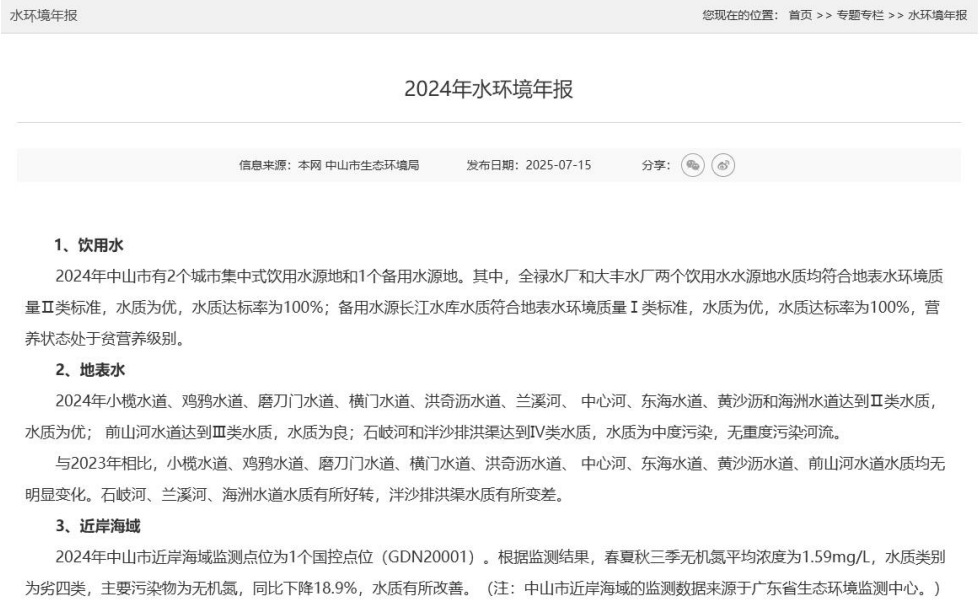 水环境年报
您现在的位置： 首页 >> 专题专栏 >> 水环境年报
2024年水环境年报
信息来源：本网 中山市生态环境局 发布日期：2025-07-15 分享：
1、饮用水
2024年中山市有2个城市集中式饮用水源地和1个备用水源地。其中，全禄水厂和大丰水厂两个饮用水水源地水质均符合地表水环境质
量Ⅱ类标准，水质为优，水质达标率为100%；备用水源长江水库水质符合地表水环境质量Ⅰ类标准，水质为优，水质达标率为100%，营
养状态处于贫营养级别。
2、地表水
2024年小榄水道、鸡鸦水道、磨刀门水道、横门水道、洪奇沥水道、兰溪河、 中心河、东海水道、黄沙沥和海洲水道达到Ⅱ类水质，
水质为优； 前山河水道达到Ⅲ类水质，水质为良；石岐河和泮沙排洪渠达到IV类水质，水质为中度污染，无重度污染河流。
与2023年相比，小榄水道、鸡鸦水道、磨刀门水道、横门水道、洪奇沥水道、 中心河、东海水道、黄沙沥水道、前山河水道水质均无
明显变化。石岐河、兰溪河、海洲水道水质有所好转，泮沙排洪渠水质有所变差。
3、近岸海域
2024年中山市近岸海域监测点位为1个国控点位（GDN20001）。根据监测结果，春夏秋三季无机氮平均浓度为1.59mg/L，水质类别
为劣四类，主要污染物为无机氮，同比下降18.9%，水质有所改善。（注：中山市近岸海域的监测数据来源于广东省生态环境监测中心。）